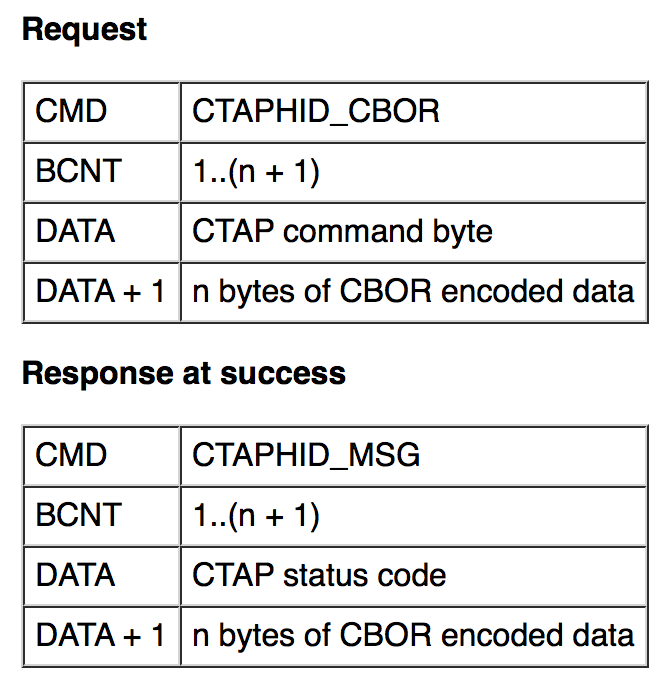 Request
CMD CTAPHID_CBOR
BCNT 1..(n + 1)
DATA CTAP command byte
DATA + 1 n bytes of CBOR encoded data
Response at success
CMD CTAPHID_MSG
BCNT 1..(n + 1)
DATA CTAP status code
DATA + 1 n bytes of CBOR encoded data